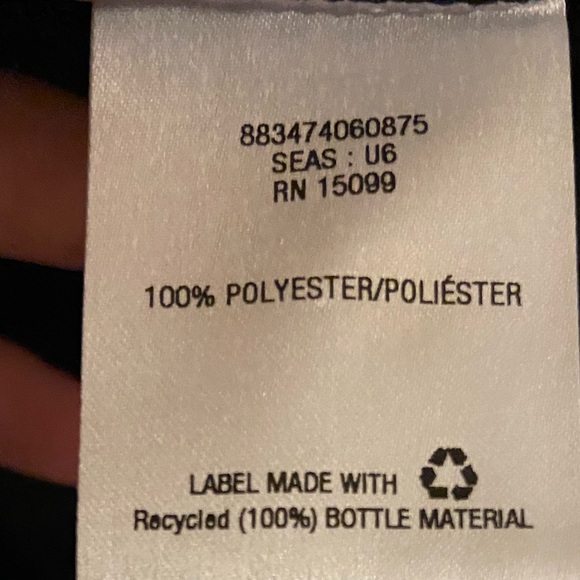 883474060875
SEAS : U6
RN 15099
100% POLYESTER/POLIÉSTER
LABEL MADE WITH
Recycled (100%) BOTTLE MATERIAL